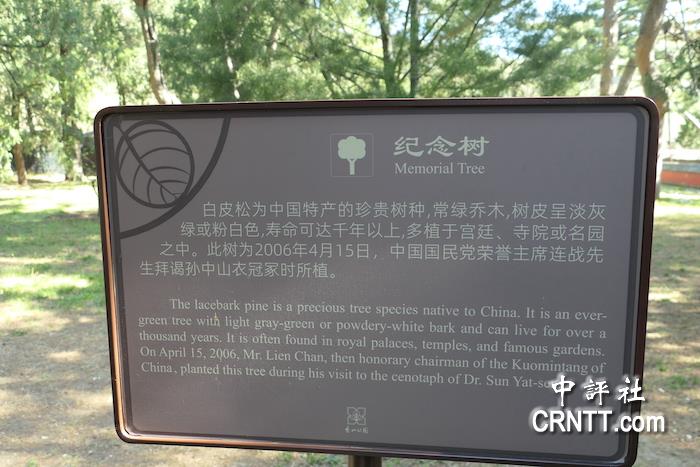 纪念树
Memorial Tree
白皮松为中国特产的珍贵树种,常绿乔木,树皮呈淡灰
绿或粉白色,寿命可达千年以上,多植于宫廷、寺院或名园
之中。此树为2006年4月15日，中国国民党荣誉主席连战先
生拜谒孙中山衣冠冢时所植。
The lacebark pine is a precious tree species native to China. It is an ever-
green tree with light gray-green or powdery-white bark and can live for over a
thousand years. It is often found in royal palaces, temples, and famous gardens.
On April 15, 2006, Mr. Lien Chan, then honorary chairman of the Kuomintang of
China, planted this tree during his visit to the cenotaph of Dr. Sun
香山公园
中評社
CRNTT.com